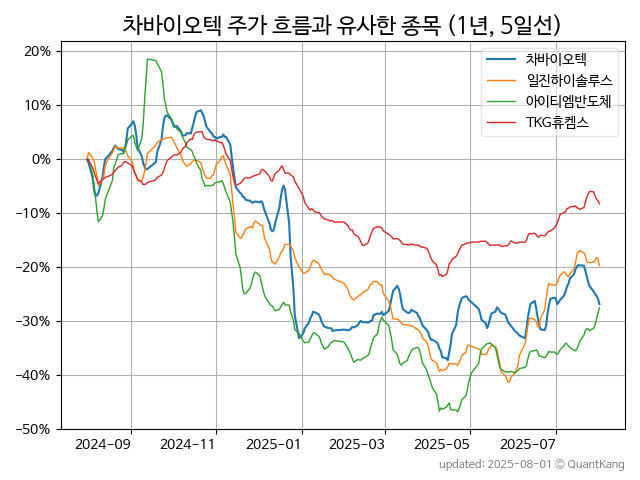 차바이오텍 주가 흐름과 유사한 종목 (1년, 5일선)
차바이오텍
일진하이솔루스
아이티엠반도체
TKG휴켐스
20%
10%
0%
−10%
−20%
−30%
−40%
−50%
2024-09 2024-11 2025-01 2025-03 2025-05 2025-07
updated: 2025-08-01 © QuantKang